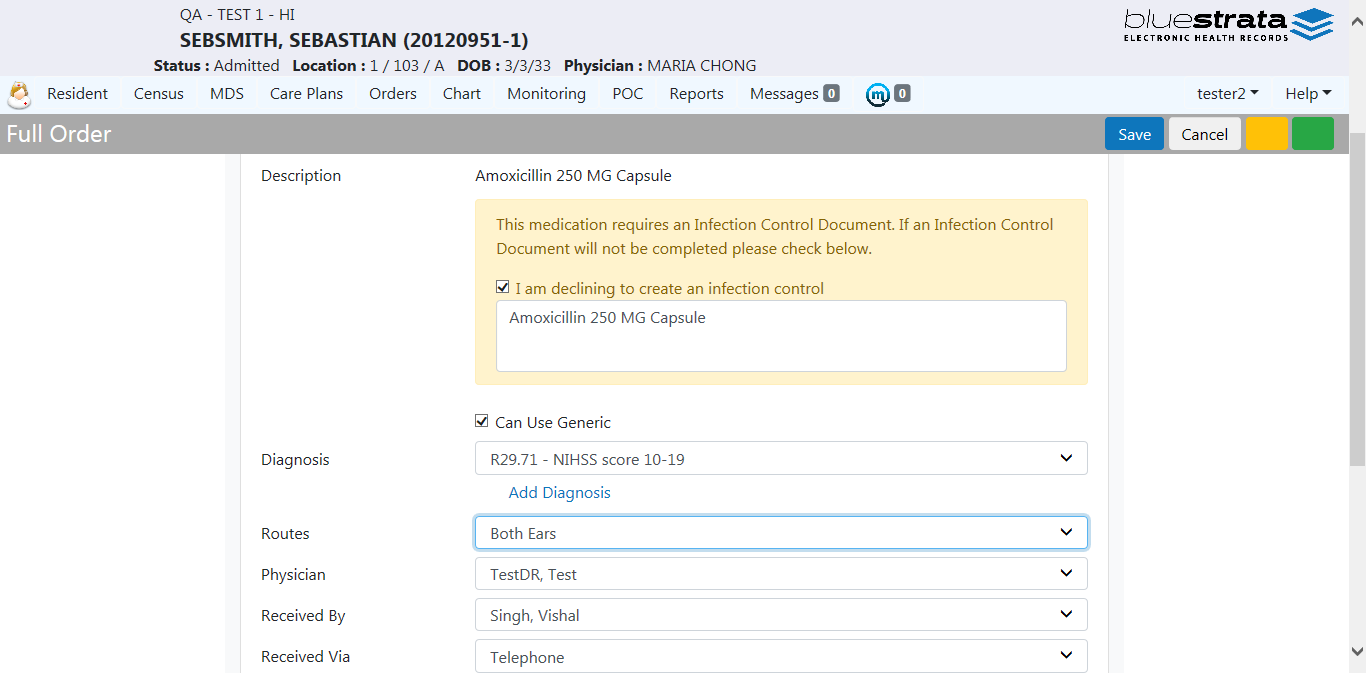 QA - TEST 1 - HI
SEBSMITH, SEBASTIAN (20120951-1)
Status : Admitted Location : 1 / 103 / A DOB : 3/3/33 Physician : MARIA CHONG
bluestrata
ELECTRONIC HEALTH RECORDS
Resident Census MDS Care Plans Orders Chart Monitoring POC Reports Messages 0 m 0 tester2 Help
Full Order Save Cancel
Description Amoxicillin 250 MG Capsule
This medication requires an Infection Control Document. If an Infection Control
Document will not be completed please check below.
I am declining to create an infection control
Amoxicillin 250 MG Capsule
Can Use Generic
Diagnosis R29.71 - NIHSS score 10-19
Add Diagnosis
Routes Both Ears
Physician TestDR, Test
Received By Singh, Vishal
Received Via Telephone